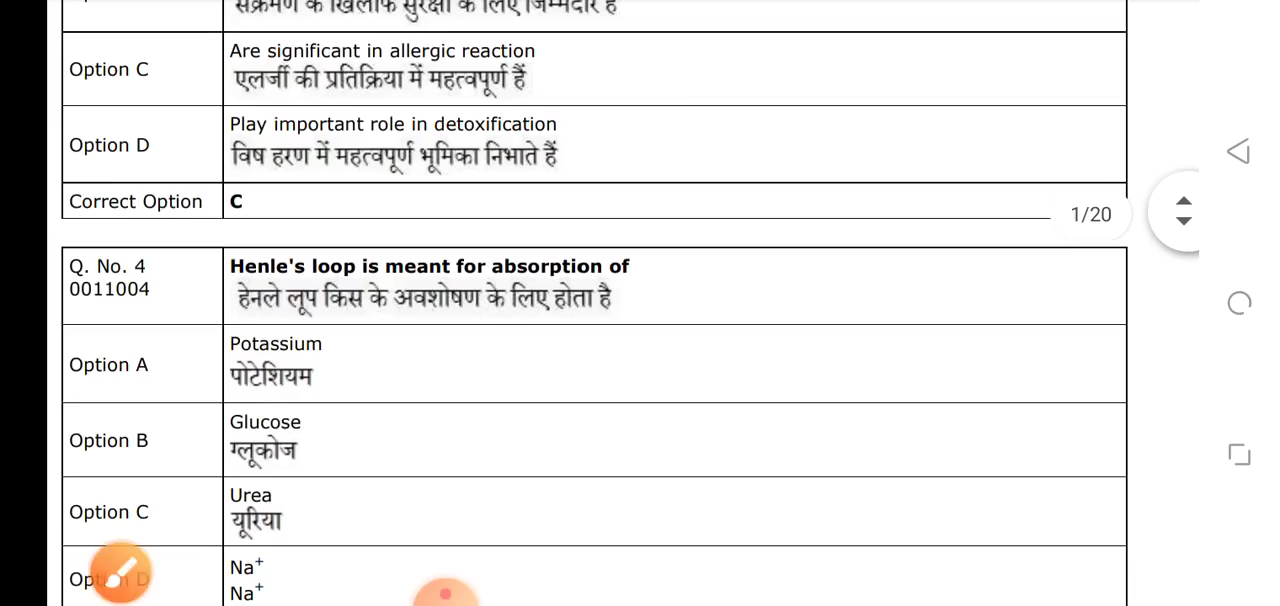 संक्रमण के खिलाफ सुरक्षा के लिए जिम्मेदार हैं
Option C
Are significant in allergic reaction
एलर्जी की प्रतिक्रिया में महत्वपूर्ण हैं
Option D
Play important role in detoxification
विष हरण में महत्वपूर्ण भूमिका निभाते हैं
Correct Option
C
1/20
Q. No. 4
0011004
Henle's loop is meant for absorption of
हेनले लूप किस के अवशोषण के लिए होता है
Option A
Potassium
पोटेशियम
Option B
Glucose
ग्लूकोज
Option C
Urea
यूरिया
Option D
Na⁺
Na⁺